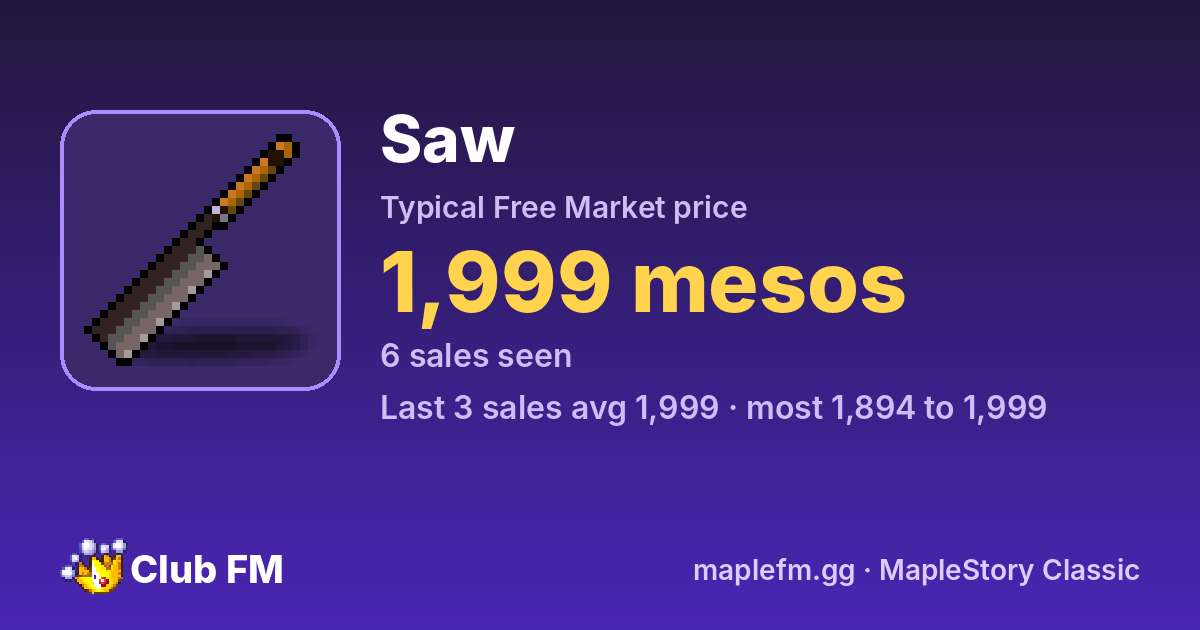 Saw
Typical Free Market price
1,999 mesos
6 sales seen
Last 3 sales avg 1,999 · most 1,894 to 1,999
Club FM
maplefm.gg · MapleStory Classic